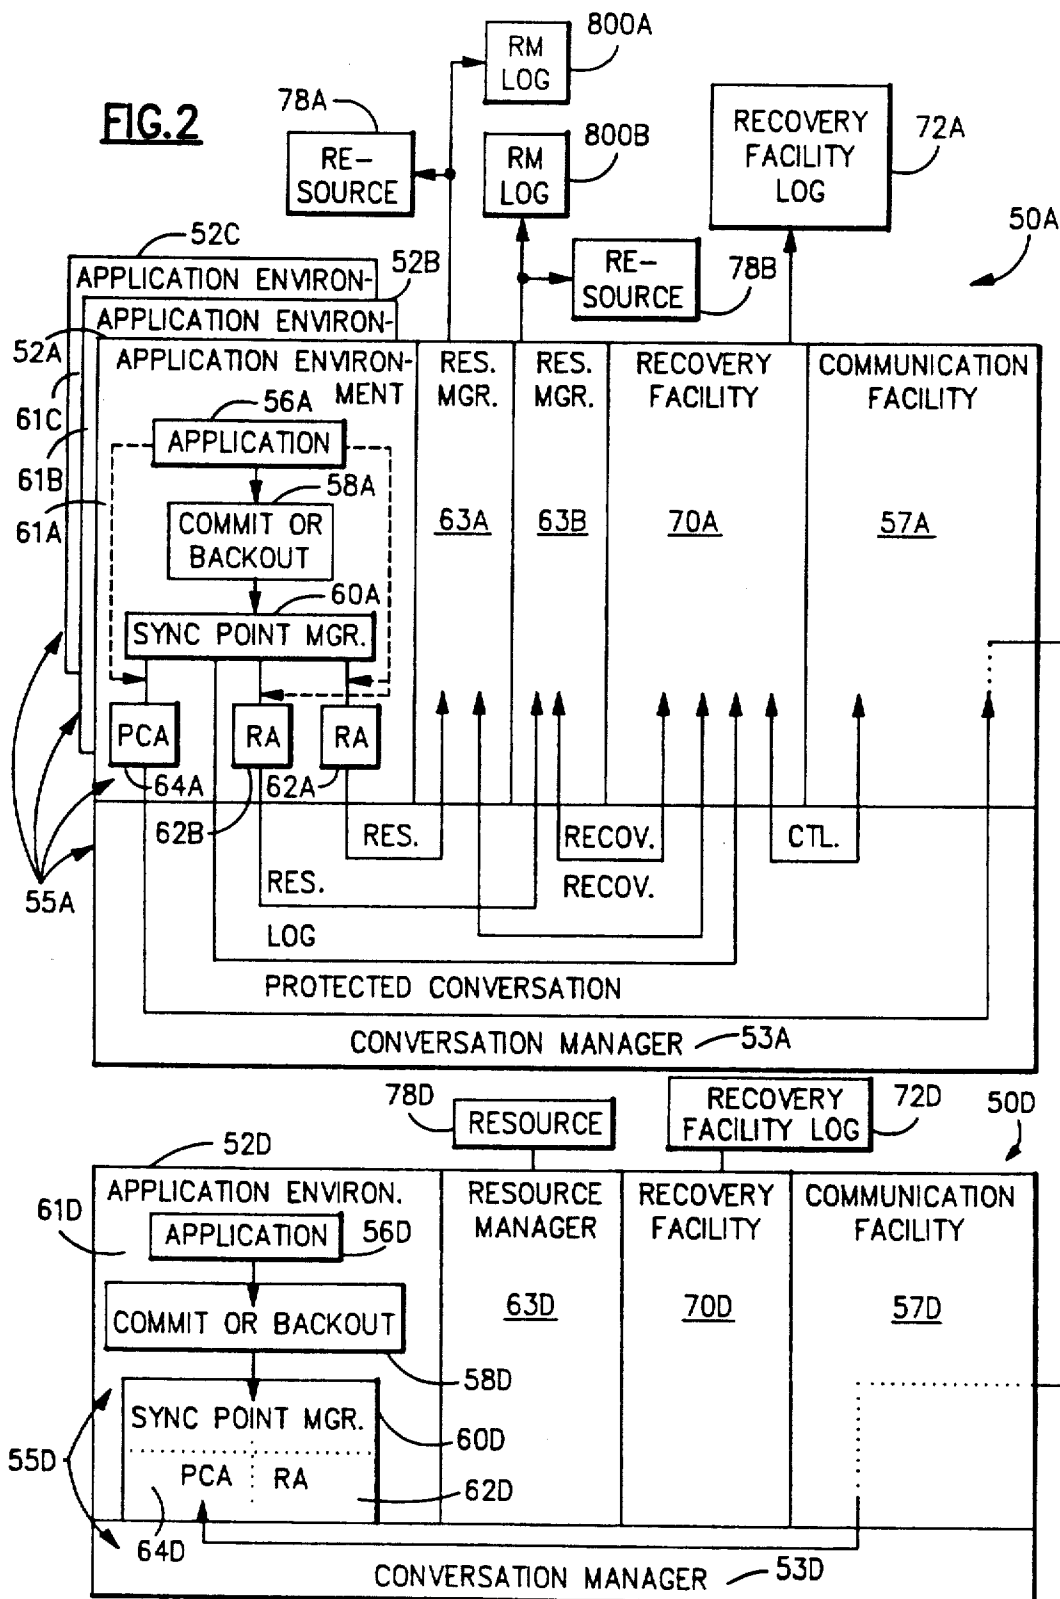 FIG.2
800A
RM
LOG
78A
RE-
SOURCE
800B
RM
LOG
RECOVERY
FACILITY
LOG
72A
50A
RE-
SOURCE
78B
52C
APPLICATION ENVIRON-
52B
APPLICATION ENVIRON-
52A
APPLICATION ENVIRON-
MENT
RES.
MGR.
RES.
MGR.
RECOVERY
FACILITY
COMMUNICATION
FACILITY
61C
61B
61A
56A
APPLICATION
58A
COMMIT OR
BACKOUT
63A
63B
70A
57A
60A
SYNC POINT MGR.
PCA
RA
RA
64A
62B
62A
55A
RES.
RECOV.
CTL.
RES.
RECOV.
LOG
PROTECTED CONVERSATION
CONVERSATION MANAGER
53A
78D
RESOURCE
RECOVERY
FACILITY LOG
72D
50D
52D
APPLICATION ENVIRON.
RESOURCE
MANAGER
RECOVERY
FACILITY
COMMUNICATION
FACILITY
61D
APPLICATION
56D
COMMIT OR BACKOUT
63D
70D
57D
58D
SYNC POINT MGR.
60D
55D
PCA
RA
62D
64D
CONVERSATION MANAGER
53D